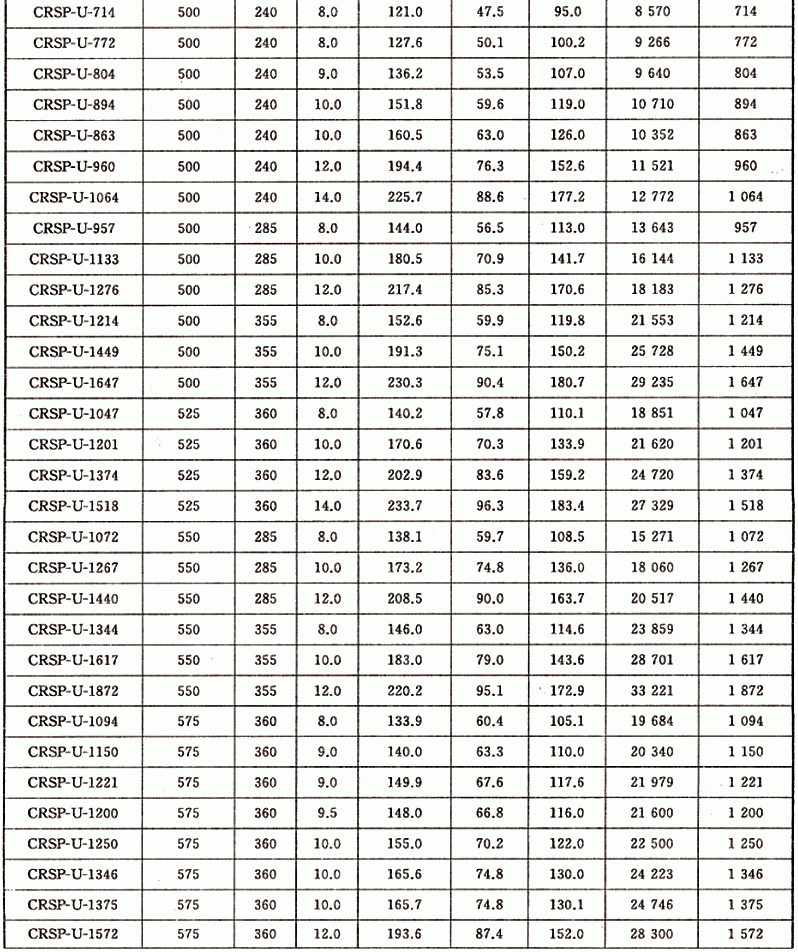 CRSP-U-714 500 240 8.0 121.0 47.5 95.0 8 570 714
CRSP-U-772 500 240 8.0 127.6 50.1 100.2 9 266 772
CRSP-U-804 500 240 9.0 136.2 53.5 107.0 9 640 804
CRSP-U-894 500 240 10.0 151.8 59.6 119.0 10 710 894
CRSP-U-863 500 240 10.0 160.5 63.0 126.0 10 352 863
CRSP-U-960 500 240 12.0 194.4 76.3 152.6 11 521 960
CRSP-U-1064 500 240 14.0 225.7 88.6 177.2 12 772 1 064
CRSP-U-957 500 285 8.0 144.0 56.5 113.0 13 643 957
CRSP-U-1133 500 285 10.0 180.5 70.9 141.7 16 144 1 133
CRSP-U-1276 500 285 12.0 217.4 85.3 170.6 18 183 1 276
CRSP-U-1214 500 355 8.0 152.6 59.9 119.8 21 553 1 214
CRSP-U-1449 500 355 10.0 191.3 75.1 150.2 25 728 1 449
CRSP-U-1647 500 355 12.0 230.3 90.4 180.7 29 235 1 647
CRSP-U-1047 525 360 8.0 140.2 57.8 110.1 18 851 1 047
CRSP-U-1201 525 360 10.0 170.6 70.3 133.9 21 620 1 201
CRSP-U-1374 525 360 12.0 202.9 83.6 159.2 24 720 1 374
CRSP-U-1518 525 360 14.0 233.7 96.3 183.4 27 329 1 518
CRSP-U-1072 550 285 8.0 138.1 59.7 108.5 15 271 1 072
CRSP-U-1267 550 285 10.0 173.2 74.8 136.0 18 060 1 267
CRSP-U-1440 550 285 12.0 208.5 90.0 163.7 20 517 1 440
CRSP-U-1344 550 355 8.0 146.0 63.0 114.6 23 859 1 344
CRSP-U-1617 550 355 10.0 183.0 79.0 143.6 28 701 1 617
CRSP-U-1872 550 355 12.0 220.2 95.1 172.9 33 221 1 872
CRSP-U-1094 575 360 8.0 133.9 60.4 105.1 19 684 1 094
CRSP-U-1150 575 360 9.0 140.0 63.3 110.0 20 340 1 150
CRSP-U-1221 575 360 9.0 149.9 67.6 117.6 21 979 1 221
CRSP-U-1200 575 360 9.5 148.0 66.8 116.0 21 600 1 200
CRSP-U-1250 575 360 10.0 155.0 70.2 122.0 22 500 1 250
CRSP-U-1346 575 360 10.0 165.6 74.8 130.0 24 223 1 346
CRSP-U-1375 575 360 10.0 165.7 74.8 130.1 24 746 1 375
CRSP-U-1572 575 360 12.0 193.6 87.4 152.0 28 300 1 572